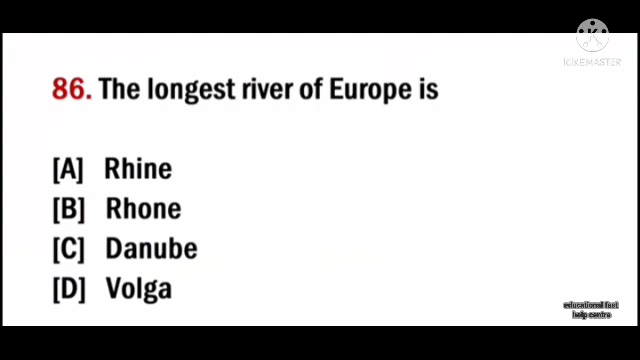 KINEMASTER
86. The longest river of Europe is
[A] Rhine
[B] Rhone
[C] Danube
[D] Volga
educational fast
help centre